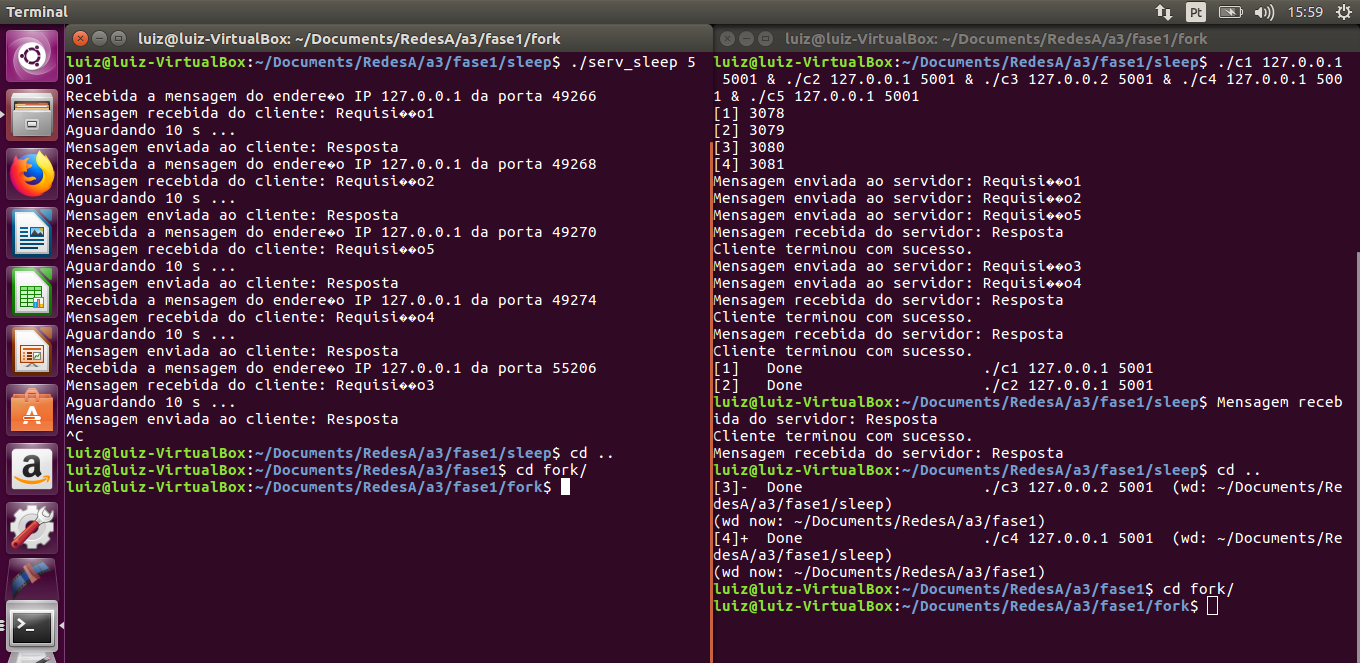 Terminal
Pt
15:59
luiz@luiz-VirtualBox: ~/Documents/RedesA/a3/fase1/fork
luiz@luiz-VirtualBox:~/Documents/RedesA/a3/fase1/sleep$ ./serv_sleep 5
001
Recebida a mensagem do endere�o IP 127.0.0.1 da porta 49266
Mensagem recebida do cliente: Requisi��o1
Aguardando 10 s ...
Mensagem enviada ao cliente: Resposta
Recebida a mensagem do endere�o IP 127.0.0.1 da porta 49268
Mensagem recebida do cliente: Requisi��o2
Aguardando 10 s ...
Mensagem enviada ao cliente: Resposta
Recebida a mensagem do endere�o IP 127.0.0.1 da porta 49270
Mensagem recebida do cliente: Requisi��o5
Aguardando 10 s ...
Mensagem enviada ao cliente: Resposta
Recebida a mensagem do endere�o IP 127.0.0.1 da porta 49274
Mensagem recebida do cliente: Requisi��o4
Aguardando 10 s ...
Mensagem enviada ao cliente: Resposta
Recebida a mensagem do endere�o IP 127.0.0.1 da porta 55206
Mensagem recebida do cliente: Requisi��o3
Aguardando 10 s ...
Mensagem enviada ao cliente: Resposta
^C
luiz@luiz-VirtualBox:~/Documents/RedesA/a3/fase1/sleep$ cd ..
luiz@luiz-VirtualBox:~/Documents/RedesA/a3/fase1$ cd fork/
luiz@luiz-VirtualBox:~/Documents/RedesA/a3/fase1/fork$
luiz@luiz-VirtualBox: ~/Documents/RedesA/a3/fase1/fork
luiz@luiz-VirtualBox:~/Documents/RedesA/a3/fase1/sleep$ ./c1 127.0.0.1
 5001 & ./c2 127.0.0.1 5001 & ./c3 127.0.0.2 5001 & ./c4 127.0.0.1 500
1 & ./c5 127.0.0.1 5001
[1] 3078
[2] 3079
[3] 3080
[4] 3081
Mensagem enviada ao servidor: Requisi��o1
Mensagem enviada ao servidor: Requisi��o2
Mensagem enviada ao servidor: Requisi��o5
Mensagem recebida do servidor: Resposta
Cliente terminou com sucesso.
Mensagem enviada ao servidor: Requisi��o3
Mensagem enviada ao servidor: Requisi��o4
Mensagem recebida do servidor: Resposta
Cliente terminou com sucesso.
Mensagem recebida do servidor: Resposta
Cliente terminou com sucesso.
[1]   Done                    ./c1 127.0.0.1 5001
[2]   Done                    ./c2 127.0.0.1 5001
luiz@luiz-VirtualBox:~/Documents/RedesA/a3/fase1/sleep$ Mensagem receb
ida do servidor: Resposta
Cliente terminou com sucesso.
Mensagem recebida do servidor: Resposta
luiz@luiz-VirtualBox:~/Documents/RedesA/a3/fase1/sleep$ cd ..
[3]-  Done                    ./c3 127.0.0.2 5001  (wd: ~/Documents/Re
desA/a3/fase1/sleep)
(wd now: ~/Documents/RedesA/a3/fase1)
[4]+  Done                    ./c4 127.0.0.1 5001  (wd: ~/Documents/Re
desA/a3/fase1/sleep)
(wd now: ~/Documents/RedesA/a3/fase1)
luiz@luiz-VirtualBox:~/Documents/RedesA/a3/fase1$ cd fork/
luiz@luiz-VirtualBox:~/Documents/RedesA/a3/fase1/fork$